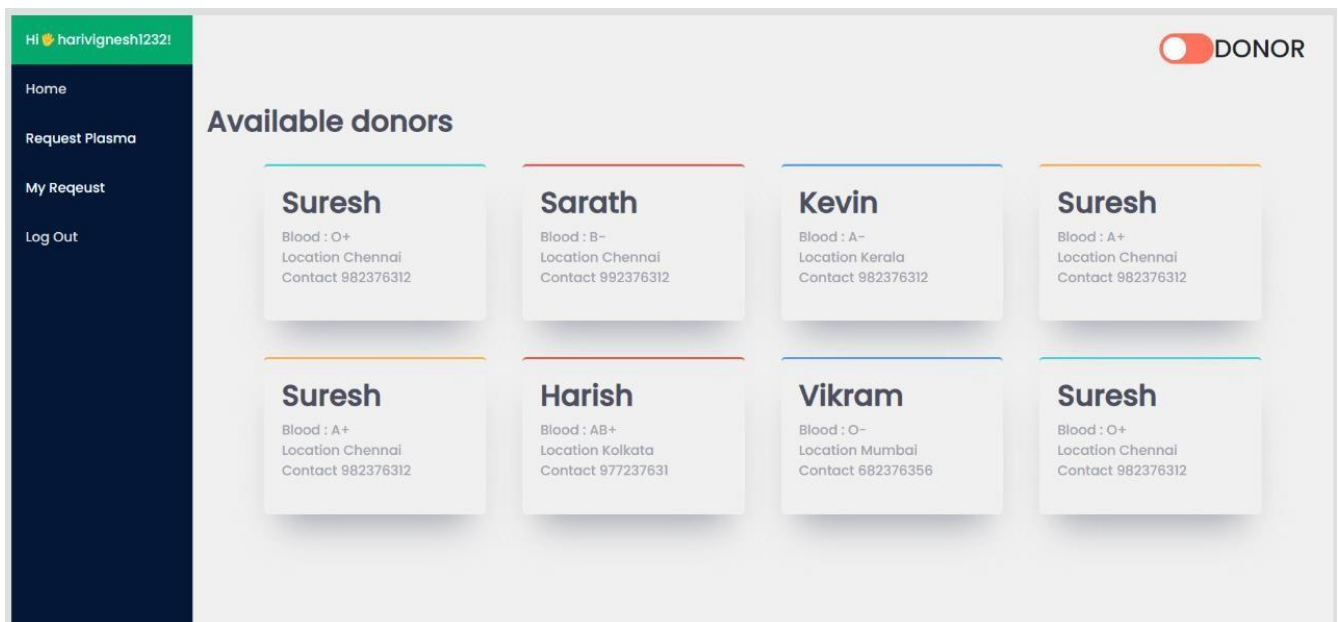 Hi🖐harivignesh1232!
Home
Request Plasma
My Reqeust
Log Out
DONOR
Available donors
Suresh
Blood : O+
Location Chennai
Contact 982376312
Sarath
Blood : B-
Location Chennai
Contact 992376312
Kevin
Blood : A-
Location Kerala
Contact 982376312
Suresh
Blood : A+
Location Chennai
Contact 982376312
Suresh
Blood : A+
Location Chennai
Contact 982376312
Harish
Blood : AB+
Location Kolkata
Contact 977237631
Vikram
Blood : O-
Location Mumbai
Contact 682376356
Suresh
Blood : O+
Location Chennai
Contact 982376312